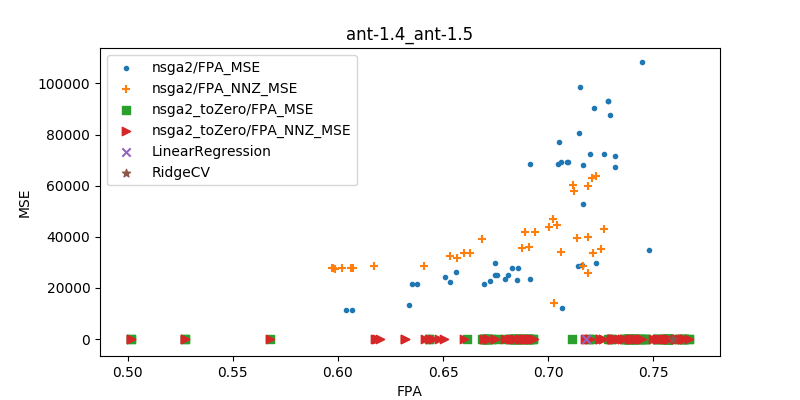 ant-1.4_ant-1.5
nsga2/FPA_MSE
nsga2/FPA_NNZ_MSE
nsga2_toZero/FPA_MSE
nsga2_toZero/FPA_NNZ_MSE
LinearRegression
RidgeCV
MSE
100000
80000
60000
40000
20000
0
0.50 0.55 0.60 0.65 0.70 0.75
FPA